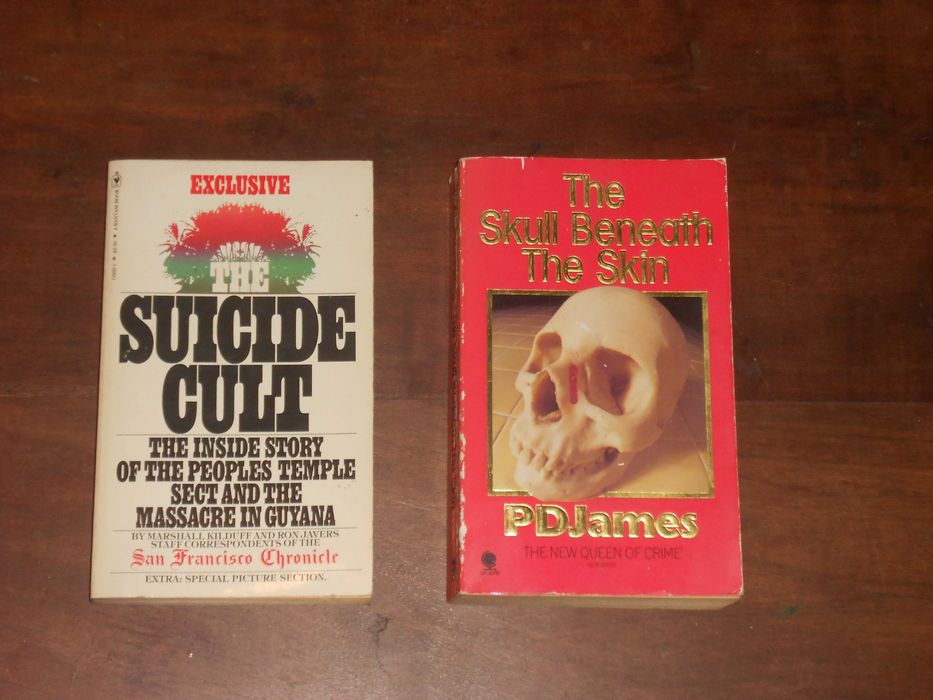 EXCLUSIVE
THE
SUICIDE
CULT
THE INSIDE STORY
OF THE PEOPLES TEMPLE
SECT AND THE
MASSACRE IN GUYANA
BY MARSHALL KILDUFF AND RON JAVERS
STAFF CORRESPONDENTS OF THE
San Francisco Chronicle
EXTRA: SPECIAL PICTURE SECTION.
A BANTAM BOOK
The
Skull Beneath
The Skin
PDJames
'THE NEW QUEEN OF CRIME'